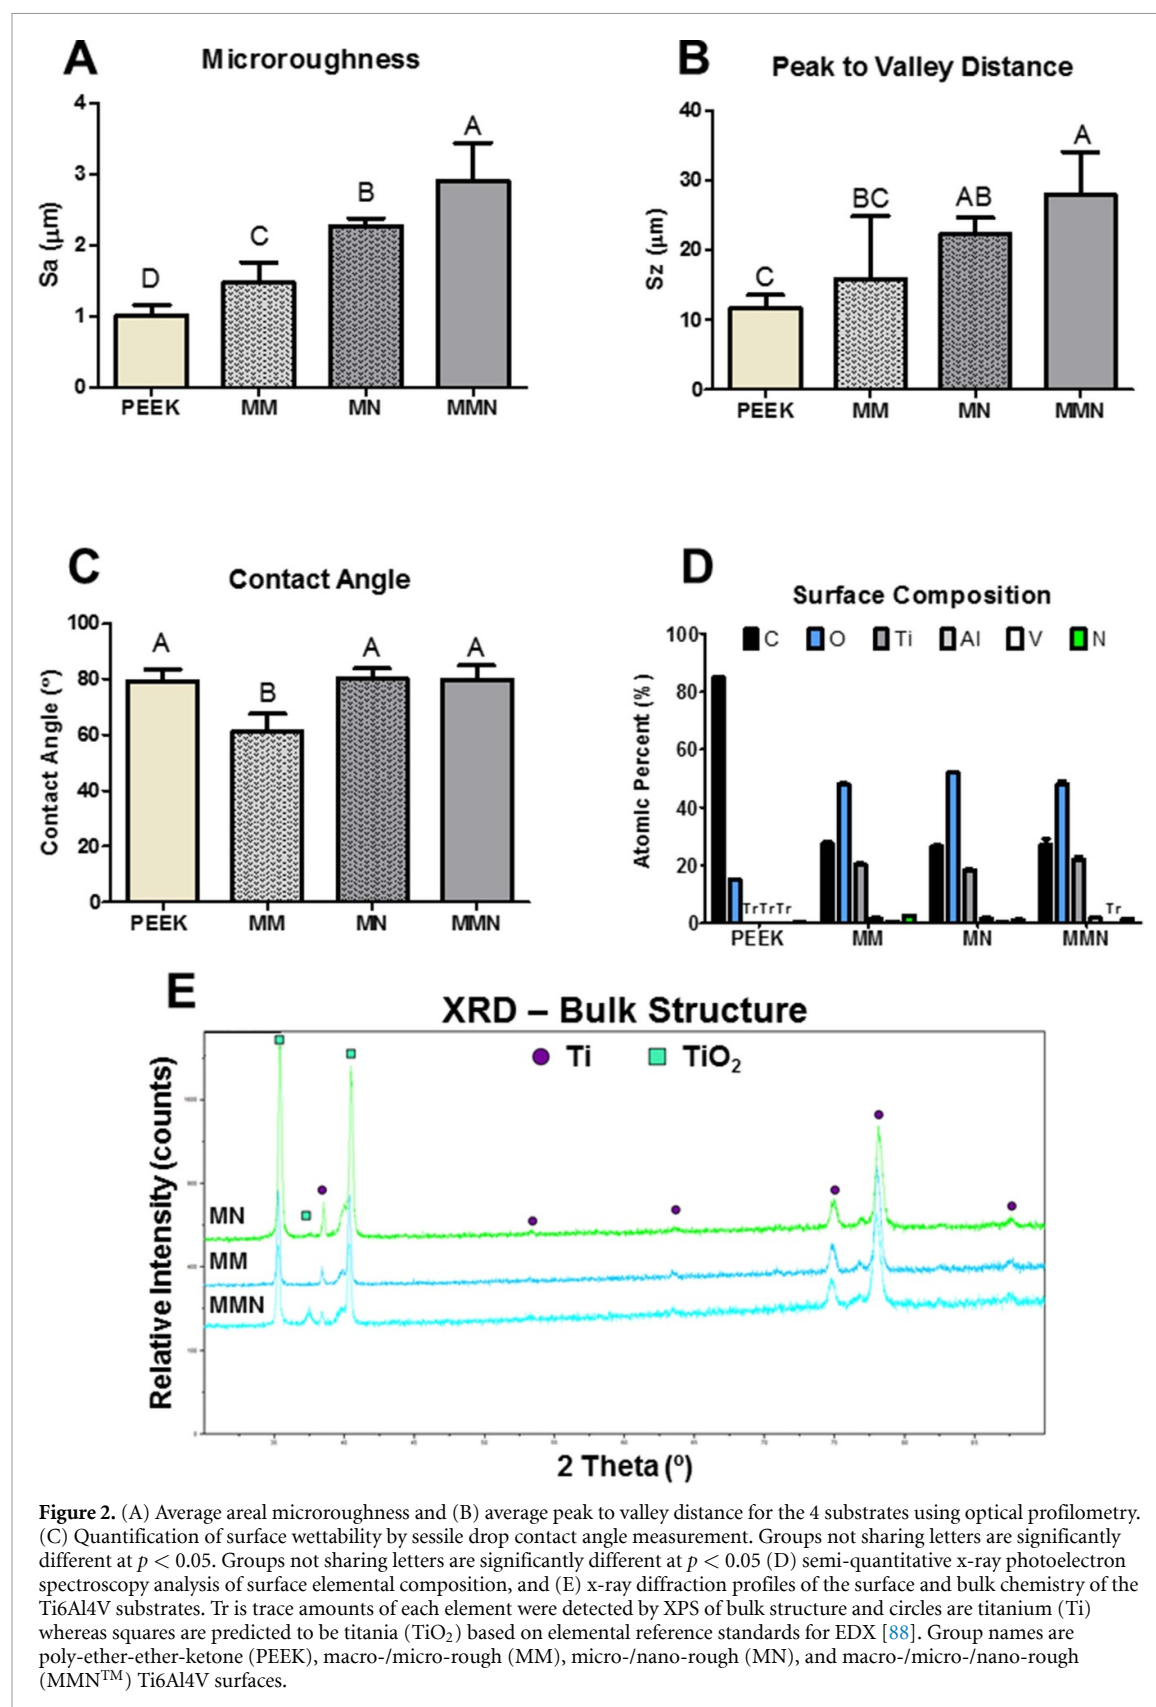 A
Microroughness
Sa (µm)
4
3
2
1
0
D
C
B
A
PEEK MM MN MMN
B
Peak to Valley Distance
Sz (µm)
40
30
20
10
0
C
BC
AB
A
PEEK MM MN MMN
C
Contact Angle
Contact Angle (º)
100
80
60
40
20
0
A
B
A
A
PEEK MM MN MMN
D
Surface Composition
Atomic Percent (%)
100
80
60
40
20
0
C O Ti Al V N
TrTrTr
Tr
PEEK MM MN MMN
E
XRD – Bulk Structure
Relative Intensity (counts)
Ti TiO₂
MN
MM
MMN
2 Theta (º)
Figure 2. (A) Average areal microroughness and (B) average peak to valley distance for the 4 substrates using optical profilometry.
(C) Quantification of surface wettability by sessile drop contact angle measurement. Groups not sharing letters are significantly
different at p < 0.05. Groups not sharing letters are significantly different at p < 0.05 (D) semi-quantitative x-ray photoelectron
spectroscopy analysis of surface elemental composition, and (E) x-ray diffraction profiles of the surface and bulk chemistry of the
Ti6Al4V substrates. Tr is trace amounts of each element were detected by XPS of bulk structure and circles are titanium (Ti)
whereas squares are predicted to be titania (TiO₂) based on elemental reference standards for EDX [88]. Group names are
poly-ether-ether-ketone (PEEK), macro-/micro-rough (MM), micro-/nano-rough (MN), and macro-/micro-/nano-rough
(MMN™) Ti6Al4V surfaces.